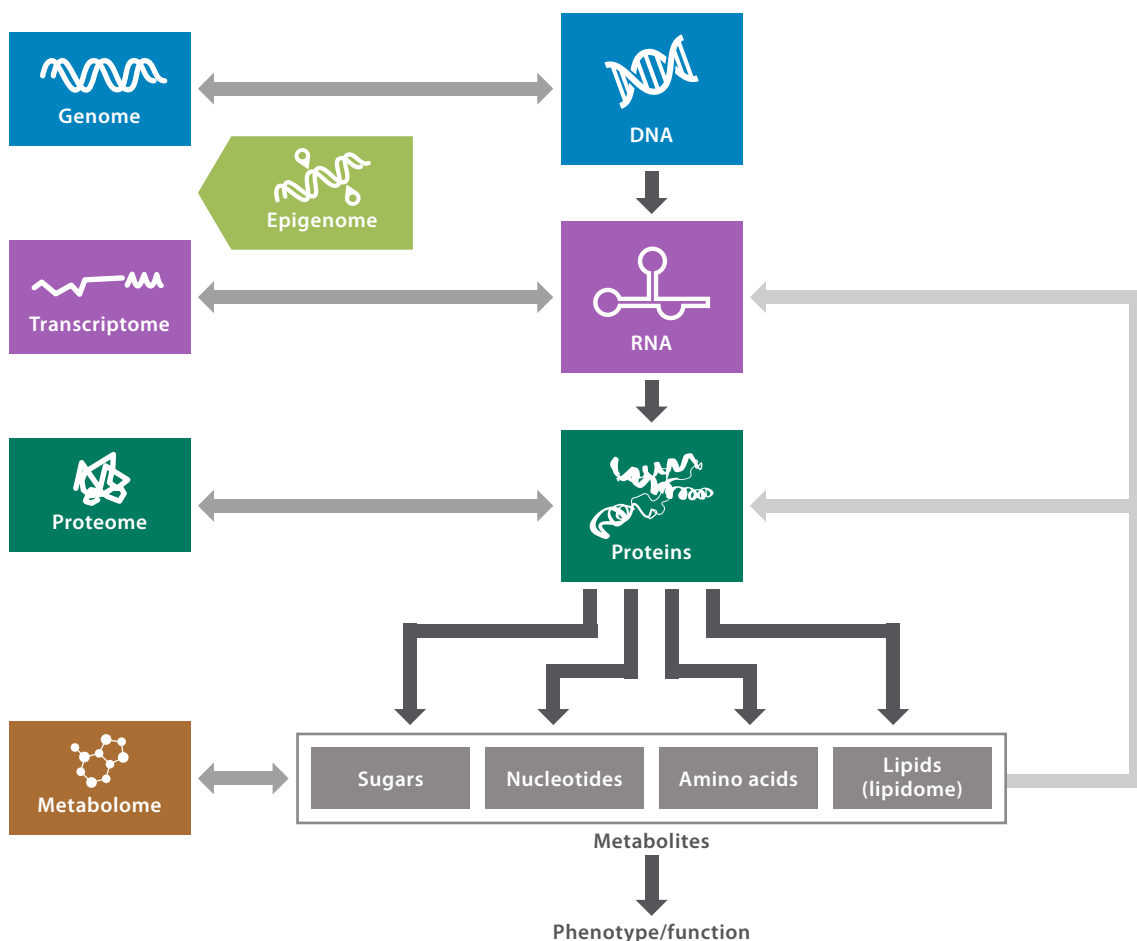 Genome
DNA
Epigenome
Transcriptome
RNA
Proteome
Proteins
Metabolome
Sugars
Nucleotides
Amino acids
Lipids
(lipidome)
Metabolites
Phenotype/function